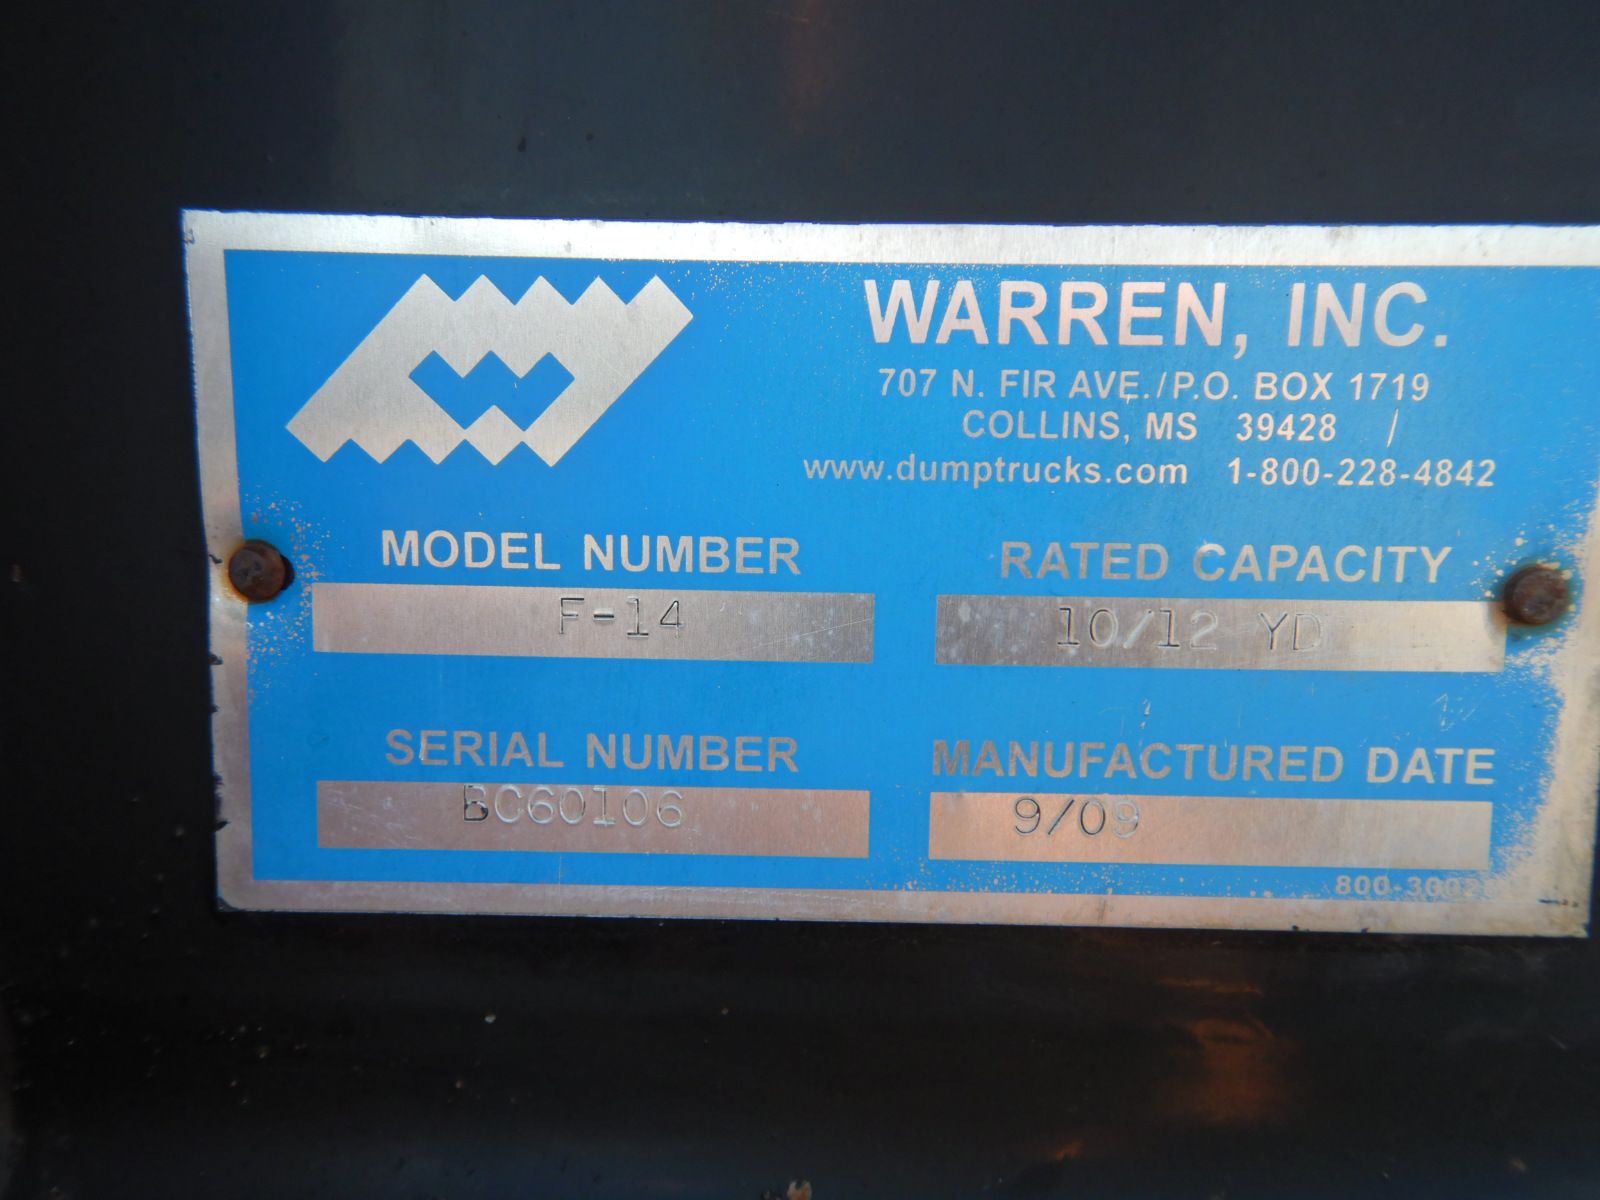 WARREN, INC.
707 N. FIR AVE./P.O. BOX 1719
COLLINS, MS 39428
www.dumptrucks.com 1-800-228-4842
MODEL NUMBER RATED CAPACITY
F-14 10/12 YD
SERIAL NUMBER MANUFACTURED DATE
BC60106 9/09